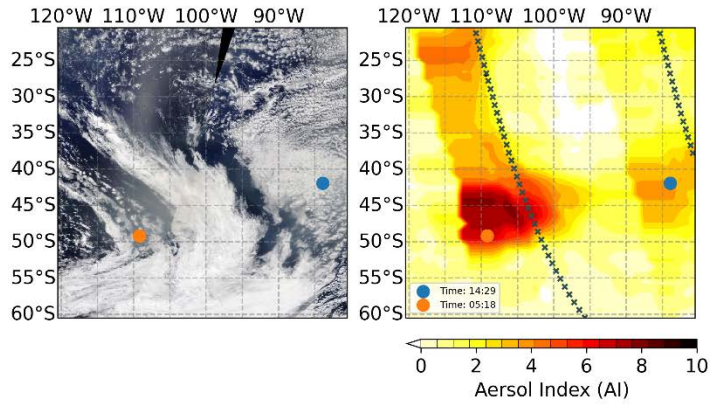 120°W 110°W 100°W 90°W
25°S
30°S
35°S
40°S
45°S
50°S
55°S
60°S
120°W 110°W 100°W 90°W
25°S
30°S
35°S
40°S
45°S
50°S
55°S
60°S
Time: 14:29
Time: 05:18
0 2 4 6 8 10
Aersol Index (AI)